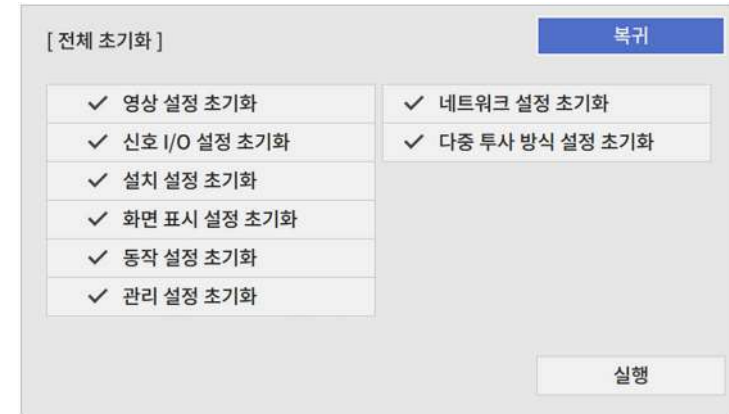 [ 전체 초기화 ]
복귀
영상 설정 초기화
신호 I/O 설정 초기화
설치 설정 초기화
화면 표시 설정 초기화
동작 설정 초기화
관리 설정 초기화
네트워크 설정 초기화
다중 투사 방식 설정 초기화
실행